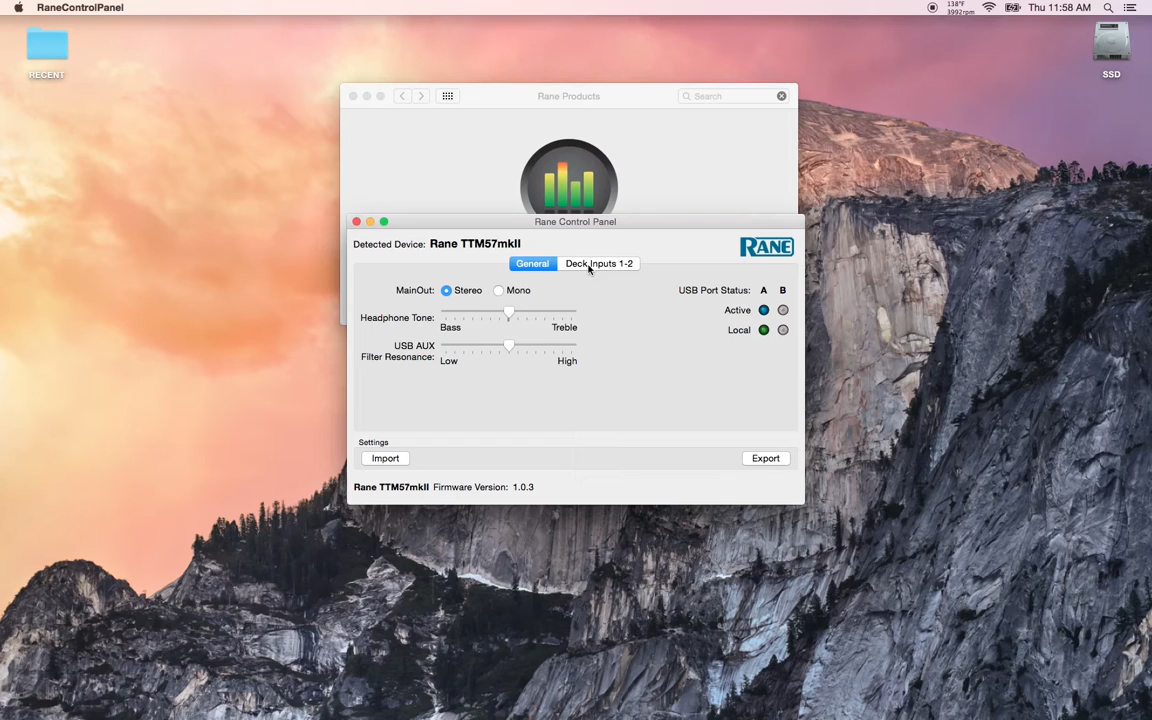 RaneControlPanel
138°F
3992rpm
Thu 11:58 AM
RECENT
SSD
Rane Products
Search
Rane Control Panel
Detected Device: Rane TTM57mkII
RANE
General
Deck Inputs 1-2
MainOut: Stereo Mono
USB Port Status: A B
Active
Local
Headphone Tone:
Bass Treble
USB AUX
Filter Resonance:
Low High
Settings
Import
Export
Rane TTM57mkII Firmware Version: 1.0.3